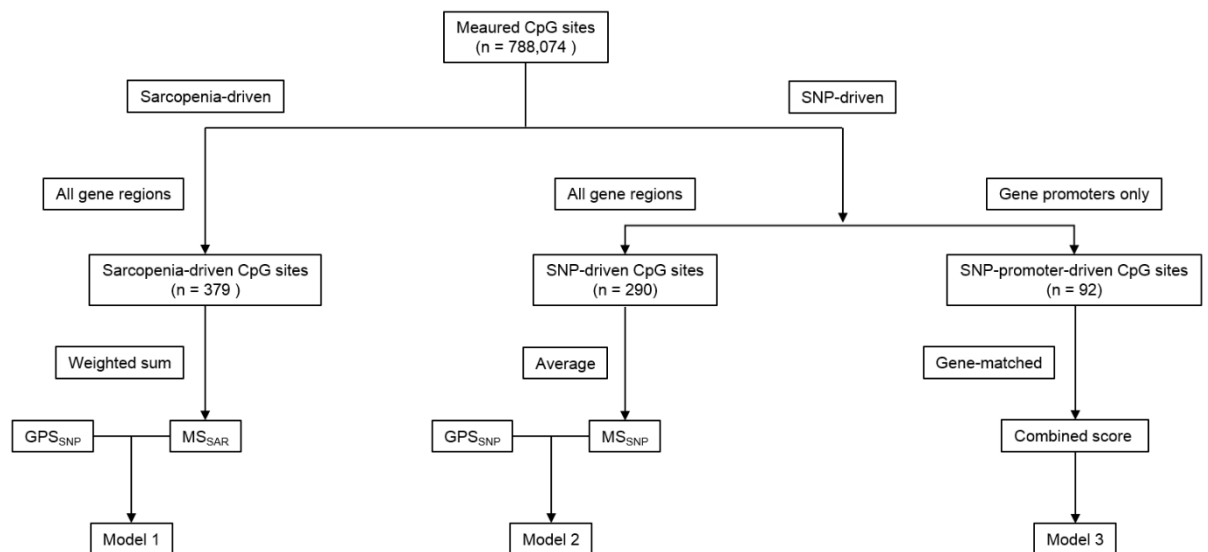 Meaured CpG sites
(n = 788,074 )
Sarcopenia-driven
SNP-driven
All gene regions
All gene regions
Gene promoters only
Sarcopenia-driven CpG sites
(n = 379 )
SNP-driven CpG sites
(n = 290)
SNP-promoter-driven CpG sites
(n = 92)
Weighted sum
Average
Gene-matched
GPSSNP
MSSAR
GPSSNP
MSSNP
Combined score
Model 1
Model 2
Model 3